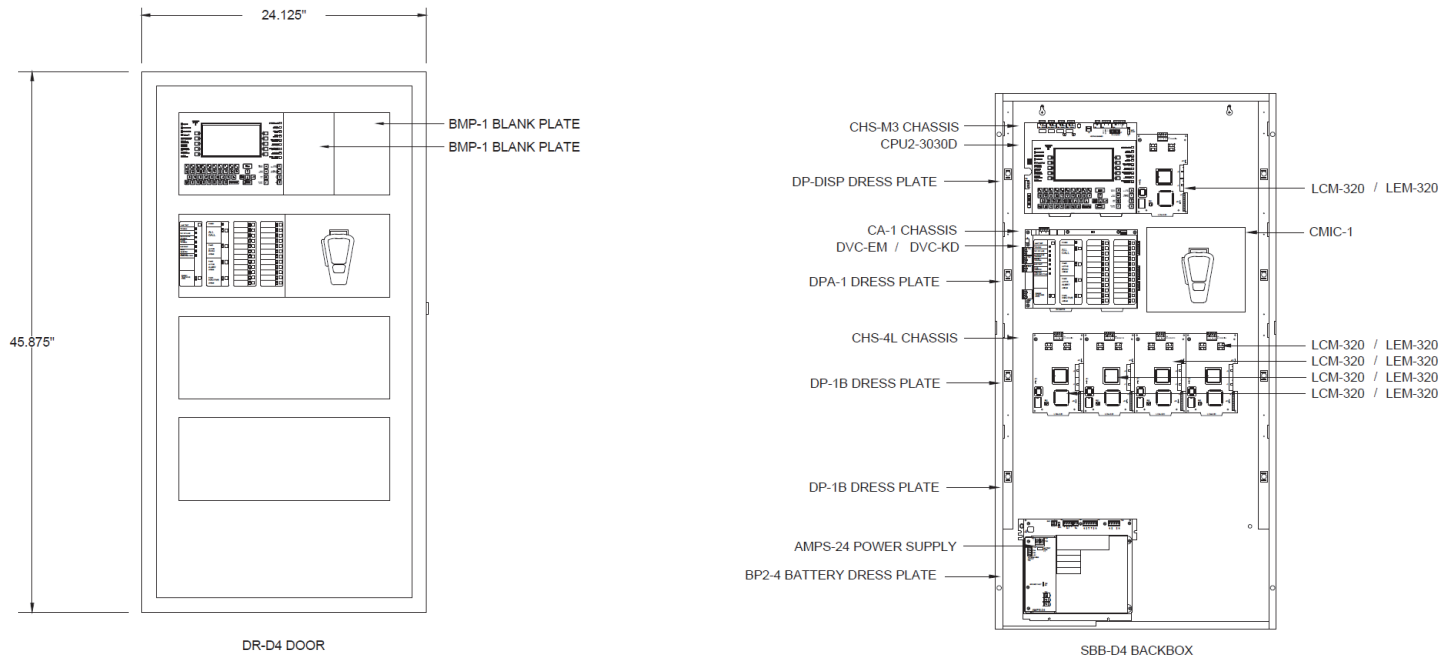 24.125"
45.875"
BMP-1 BLANK PLATE
BMP-1 BLANK PLATE
DR-D4 DOOR
CHS-M3 CHASSIS
CPU2-3030D
DP-DISP DRESS PLATE
LCM-320 / LEM-320
CA-1 CHASSIS
DVC-EM / DVC-KD
CMIC-1
DPA-1 DRESS PLATE
CHS-4L CHASSIS
LCM-320 / LEM-320
LCM-320 / LEM-320
LCM-320 / LEM-320
LCM-320 / LEM-320
DP-1B DRESS PLATE
DP-1B DRESS PLATE
AMPS-24 POWER SUPPLY
BP2-4 BATTERY DRESS PLATE
SBB-D4 BACKBOX